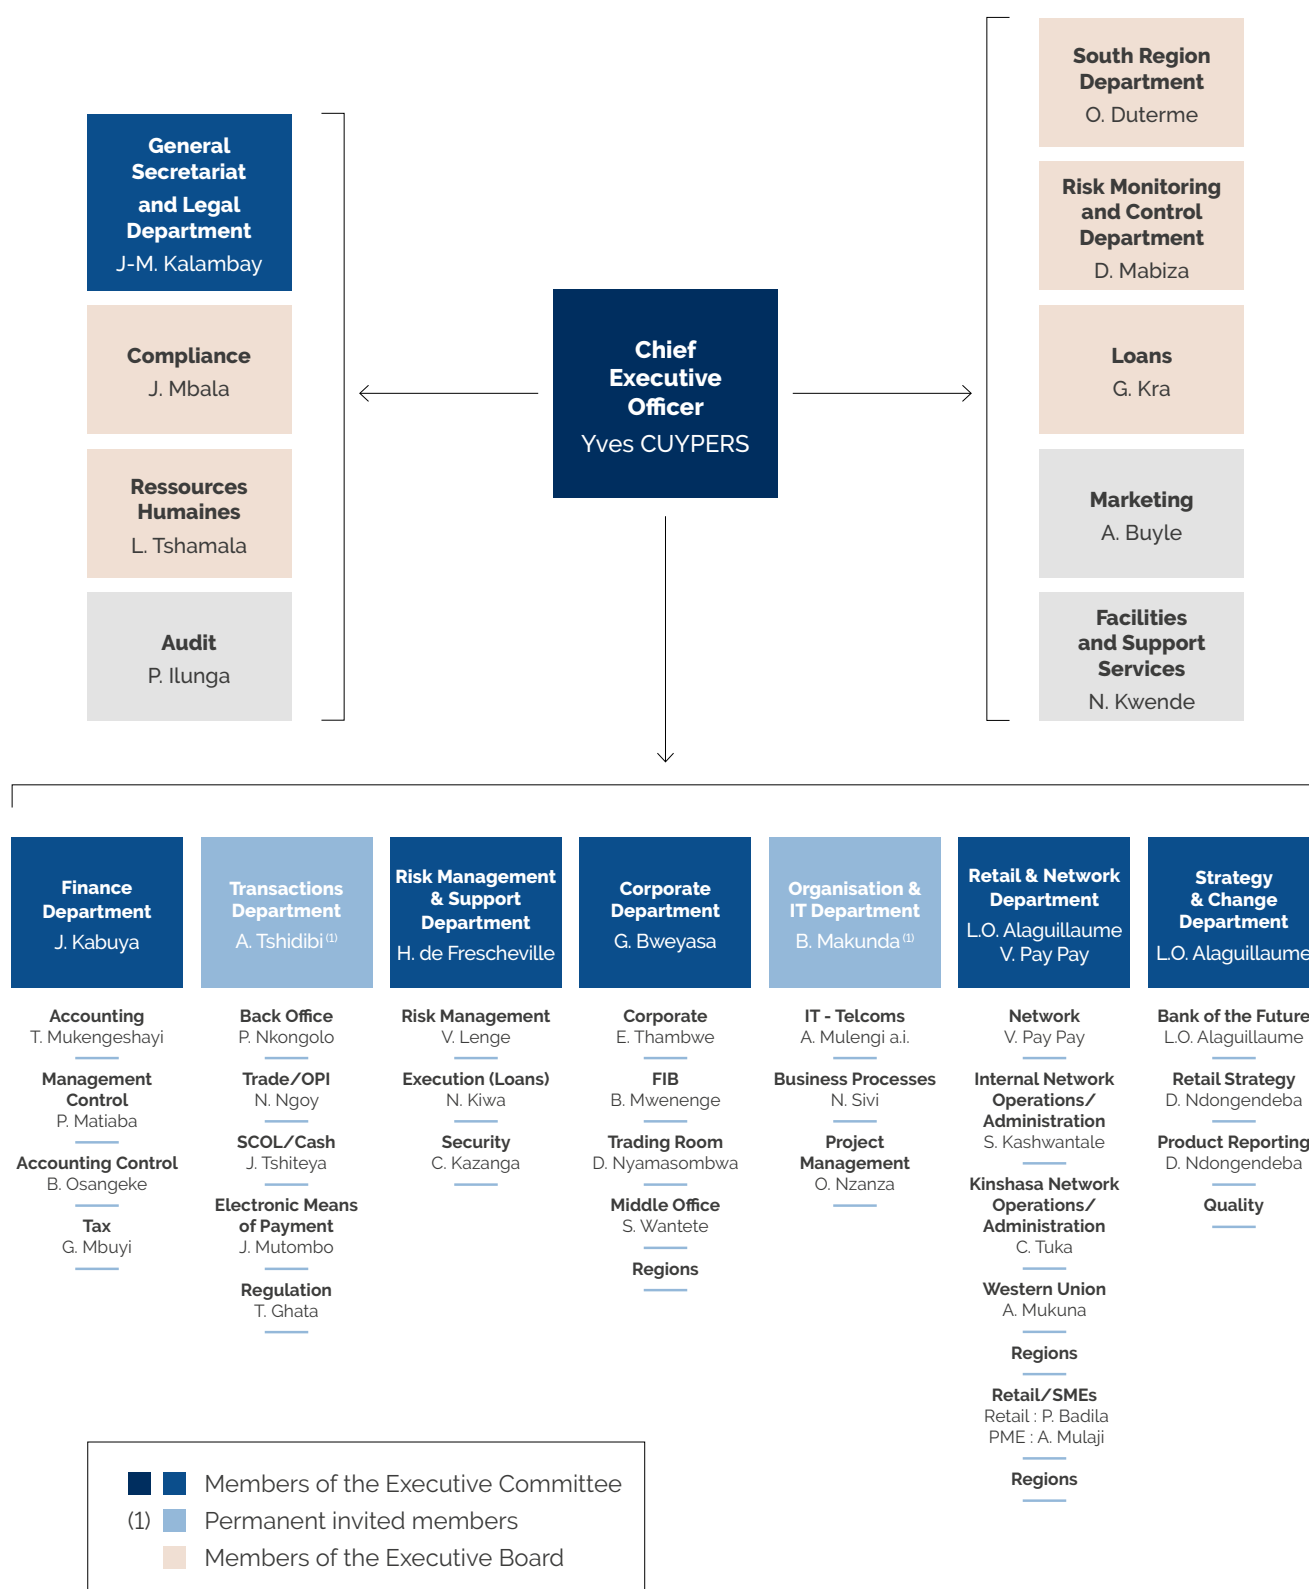 General
Secretariat
and Legal
Department
J-M. Kalambay
Compliance
J. Mbala
Ressources
Humaines
L. Tshamala
Audit
P. Ilunga
Chief
Executive
Officer
Yves CUYPERS
South Region
Department
O. Duterme
Risk Monitoring
and Control
Department
D. Mabiza
Loans
G. Kra
Marketing
A. Buyle
Facilities
and Support
Services
N. Kwende
Finance
Department
J. Kabuya
Accounting
T. Mukengeshayi
Management
Control
P. Matiaba
Accounting Control
B. Osangeke
Tax
G. Mbuyi
Transactions
Department
A. Tshidibi (1)
Back Office
P. Nkongolo
Trade/OPI
N. Ngoy
SCOL/Cash
J. Tshiteya
Electronic Means
of Payment
J. Mutombo
Regulation
T. Ghata
Risk Management
& Support
Department
H. de Frescheville
Risk Management
V. Lenge
Execution (Loans)
N. Kiwa
Security
C. Kazanga
Corporate
Department
G. Bweyasa
Corporate
E. Thambwe
FIB
B. Mwenenge
Trading Room
D. Nyamasombwa
Middle Office
S. Wantete
Regions
Organisation &
IT Department
B. Makunda (1)
IT - Telcoms
A. Mulengi a.i.
Business Processes
N. Sivi
Project
Management
O. Nzanza
Retail & Network
Department
L.O. Alaguillaume
V. Pay Pay
Network
V. Pay Pay
Internal Network
Operations/
Administration
S. Kashwantale
Kinshasa Network
Operations/
Administration
C. Tuka
Western Union
A. Mukuna
Regions
Retail/SMEs
Retail : P. Badila
PME : A. Mulaji
Regions
Strategy
& Change
Department
L.O. Alaguillaume
Bank of the Future
L.O. Alaguillaume
Retail Strategy
D. Ndongendeba
Product Reporting
D. Ndongendeba
Quality
Members of the Executive Committee
(1) Permanent invited members
Members of the Executive Board